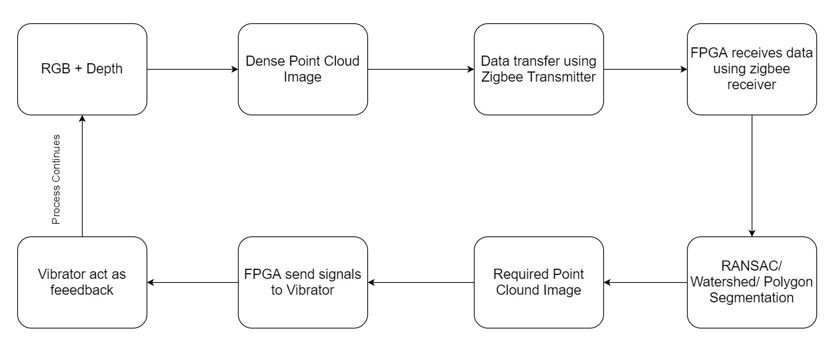 RGB + Depth
Dense Point Cloud
Image
Data transfer using
Zigbee Transmitter
FPGA receives data
using zigbee
receiver
Process Continues
Vibrator act as
feeedback
FPGA send signals
to Vibrator
Required Point
Clound Image
RANSAC/
Watershed/ Polygon
Segmentation